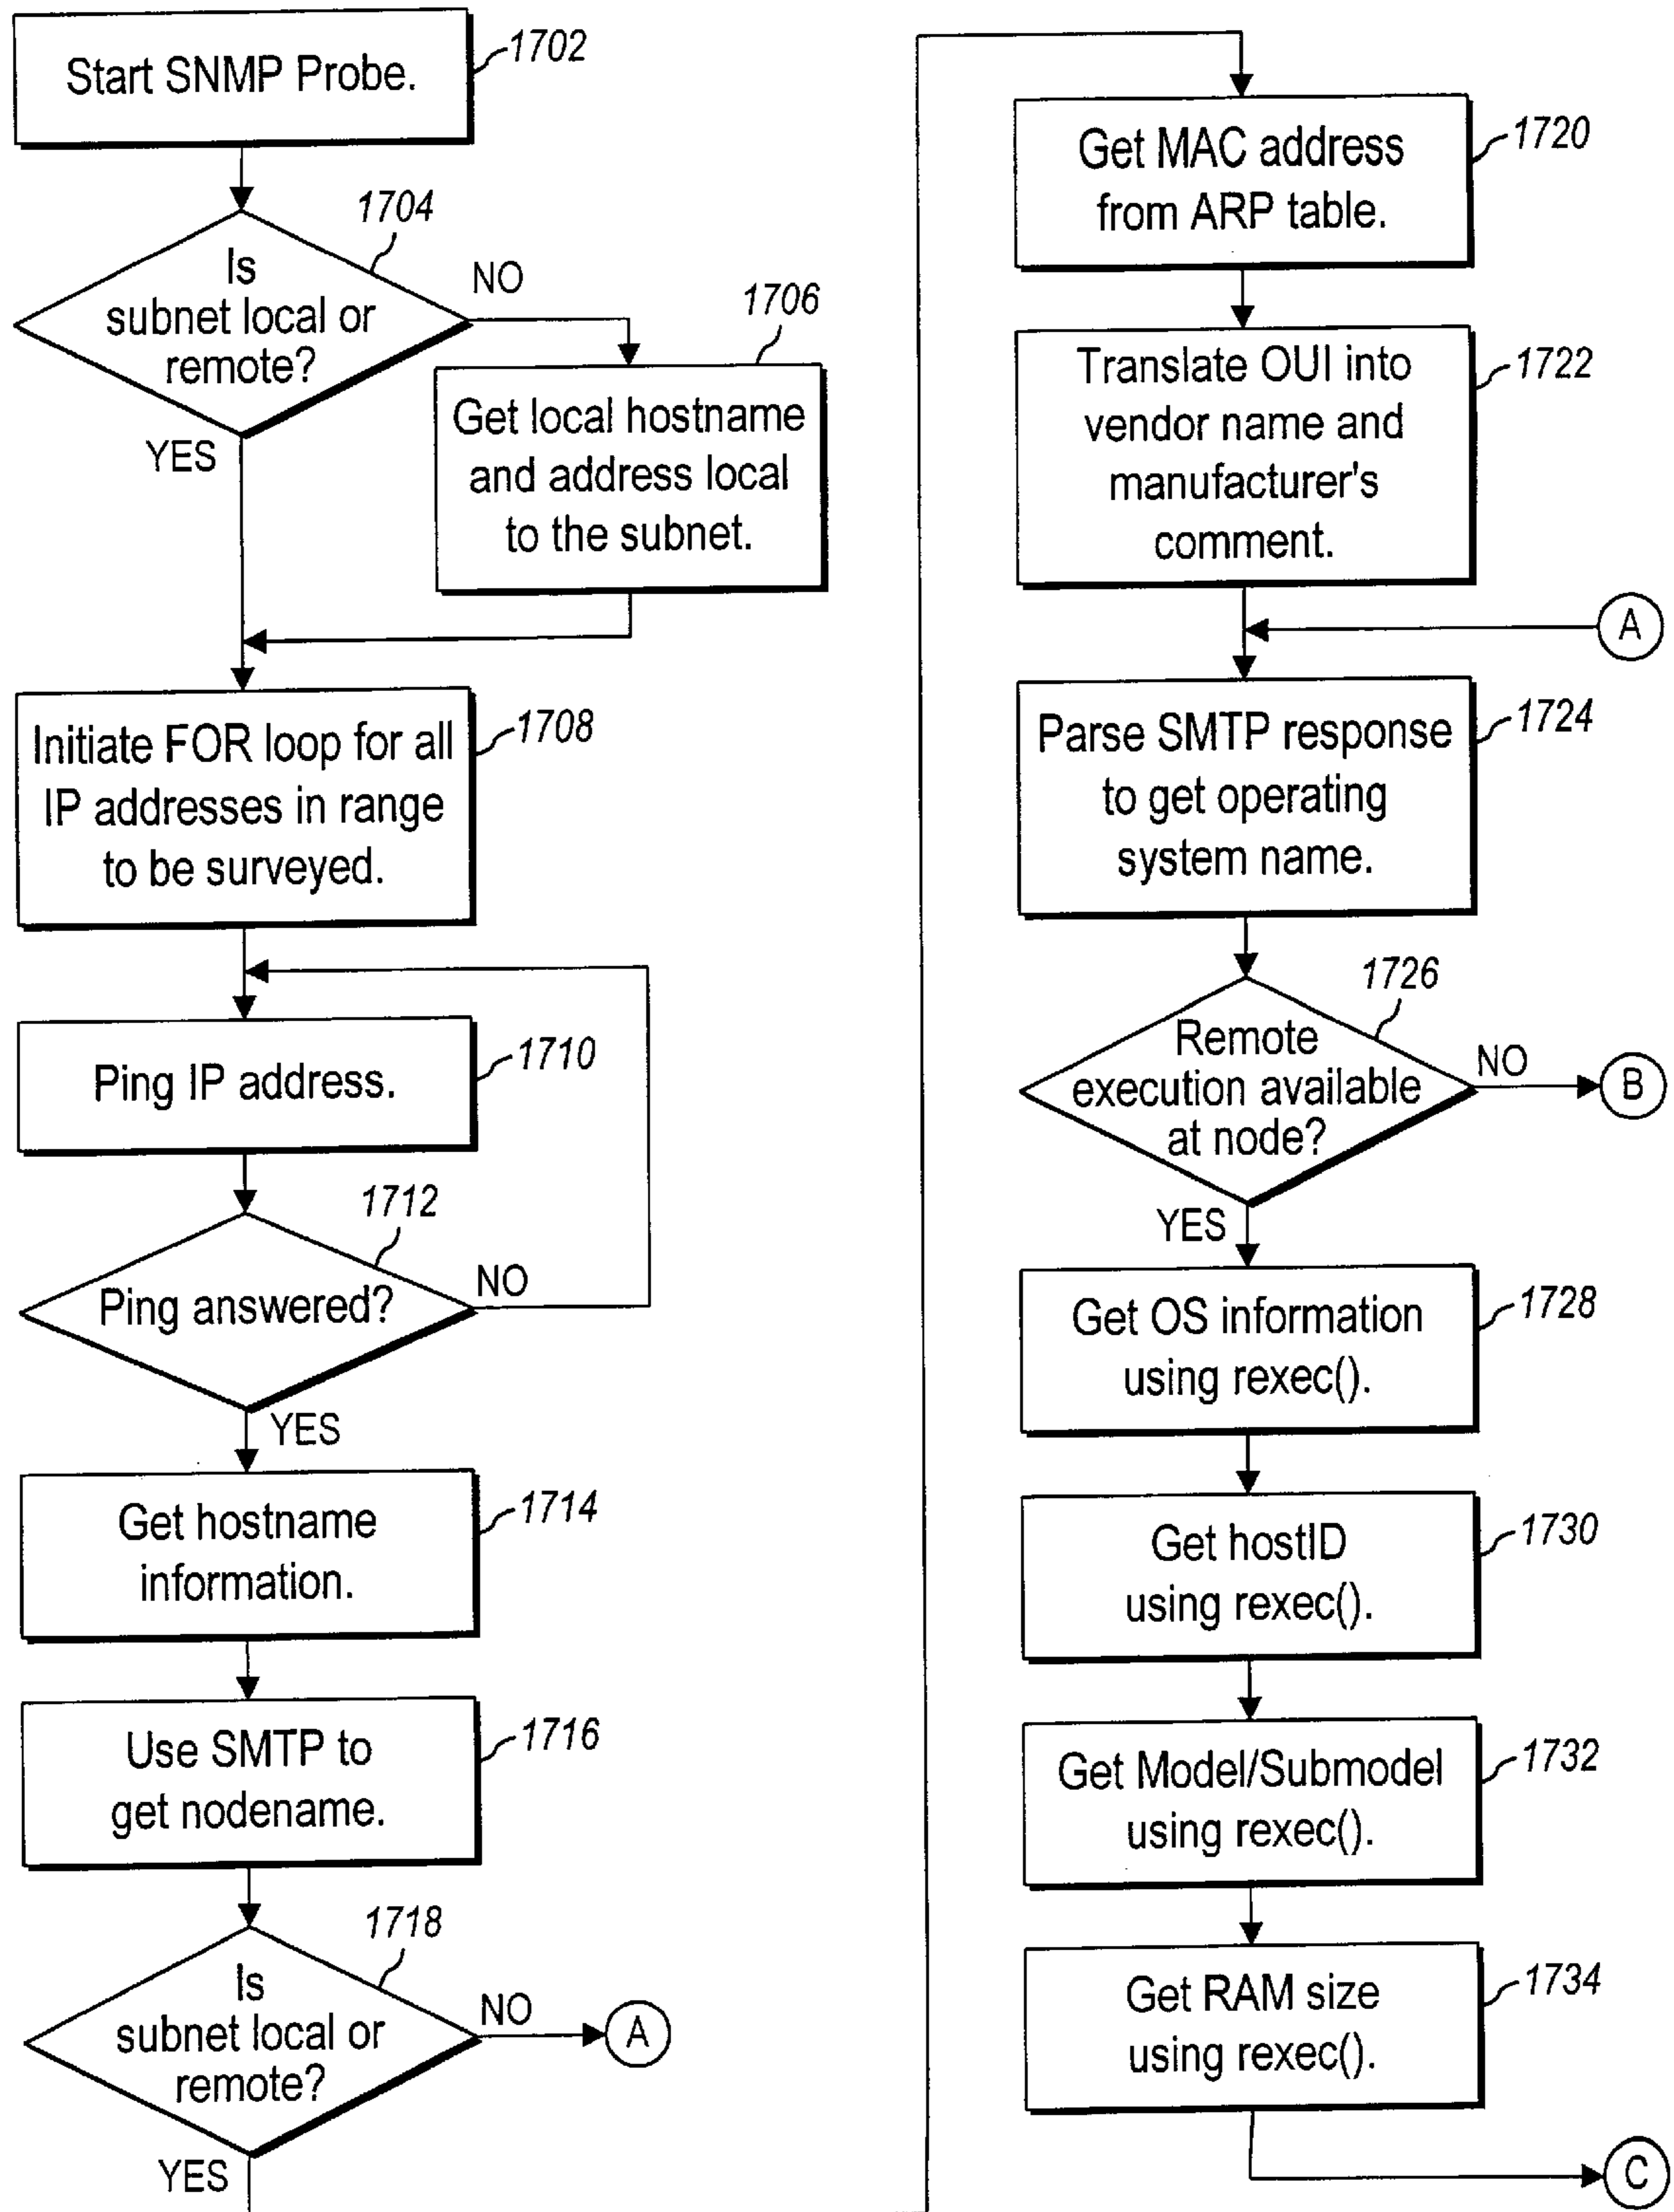 Start SNMP Probe.
1702
1704
Is
subnet local or
remote?
NO
YES
1706
Get local hostname
and address local
to the subnet.
Initiate FOR loop for all
IP addresses in range
to be surveyed.
1708
Ping IP address.
1710
1712
Ping answered?
NO
YES
Get hostname
information.
1714
Use SMTP to
get nodename.
1716
1718
Is
subnet local or
remote?
NO
A
YES
Get MAC address
from ARP table.
1720
Translate OUI into
vendor name and
manufacturer's
comment.
1722
A
Parse SMTP response
to get operating
system name.
1724
1726
Remote
execution available
at node?
NO
B
YES
Get OS information
using rexec().
1728
Get hostID
using rexec().
1730
Get Model/Submodel
using rexec().
1732
Get RAM size
using rexec().
1734
C